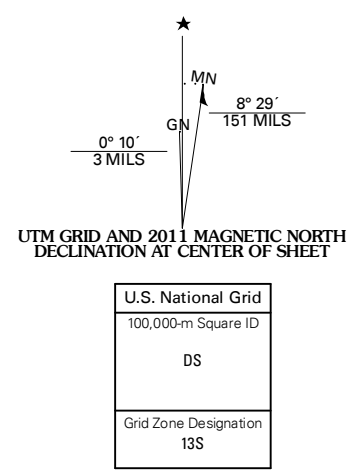 ★
MN
8° 29´
151 MILS
GN
0° 10´
3 MILS
UTM GRID AND 2011 MAGNETIC NORTH
DECLINATION AT CENTER OF SHEET
U.S. National Grid
100,000-m Square ID
DS
Grid Zone Designation
13S